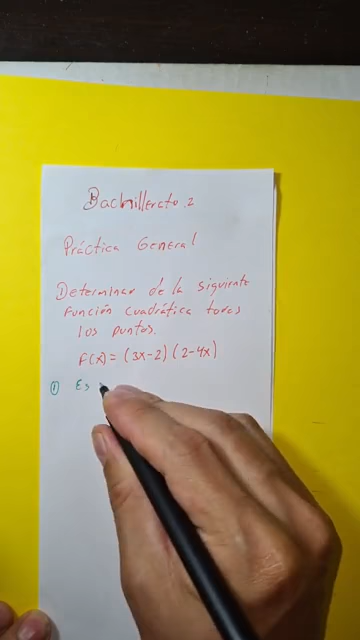 Bachillerato 2
Práctica General
Determinar de la siguiente
función cuadrática todos
los puntos.
F(x) = (3x-2) (2-4x)
① Es